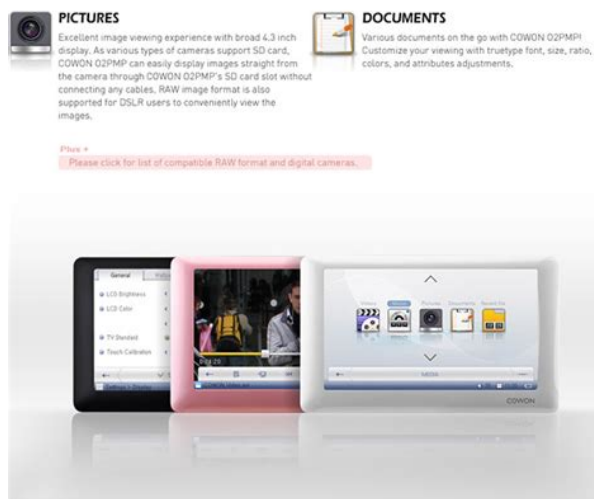 PICTURES
Excellent image viewing experience with broad 4.3 inch
display. As various types of cameras support SD card,
COWON O2PMP can easily display images straight from
the camera through COWON O2PMP's SD card slot without
connecting any cables. RAW image format is also
supported for DSLR users to conveniently view the
images.
Plus +
Please click for list of compatible RAW format and digital cameras.
DOCUMENTS
Various documents on the go with COWON O2PMP!
Customize your viewing with truetype font, size, ratio,
colors, and attributes adjustments.
General
LCD Brightness
LCD Color
TV Standard
Touch Calibration
Settings > Display
Videos
Pictures
Documents
Recent File
MEDIA
COWON